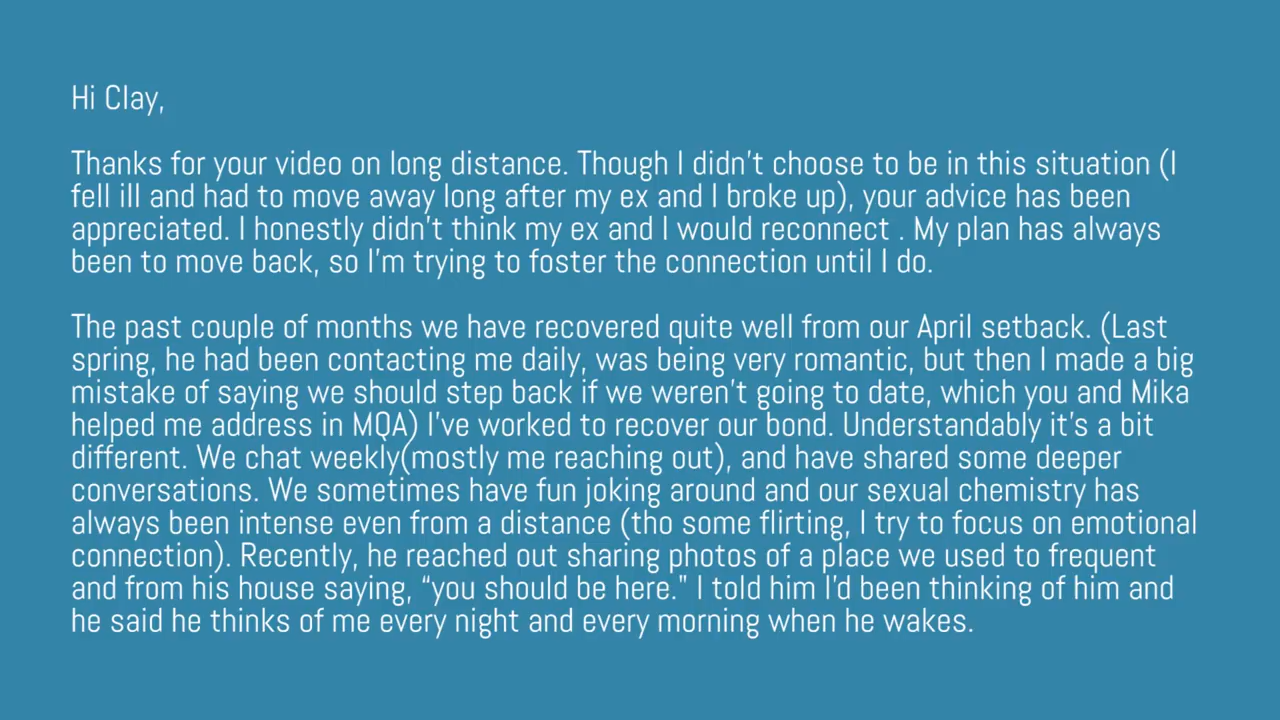 Hi Clay,
Thanks for your video on long distance. Though I didn't choose to be in this situation (I
fell ill and had to move away long after my ex and I broke up), your advice has been
appreciated. I honestly didn't think my ex and I would reconnect . My plan has always
been to move back, so I'm trying to foster the connection until I do.
The past couple of months we have recovered quite well from our April setback. (Last
spring, he had been contacting me daily, was being very romantic, but then I made a big
mistake of saying we should step back if we weren't going to date, which you and Mika
helped me address in MQA) I've worked to recover our bond. Understandably it's a bit
different. We chat weekly(mostly me reaching out), and have shared some deeper
conversations. We sometimes have fun joking around and our sexual chemistry has
always been intense even from a distance (tho some flirting, I try to focus on emotional
connection). Recently, he reached out sharing photos of a place we used to frequent
and from his house saying, “you should be here.” I told him I'd been thinking of him and
he said he thinks of me every night and every morning when he wakes.